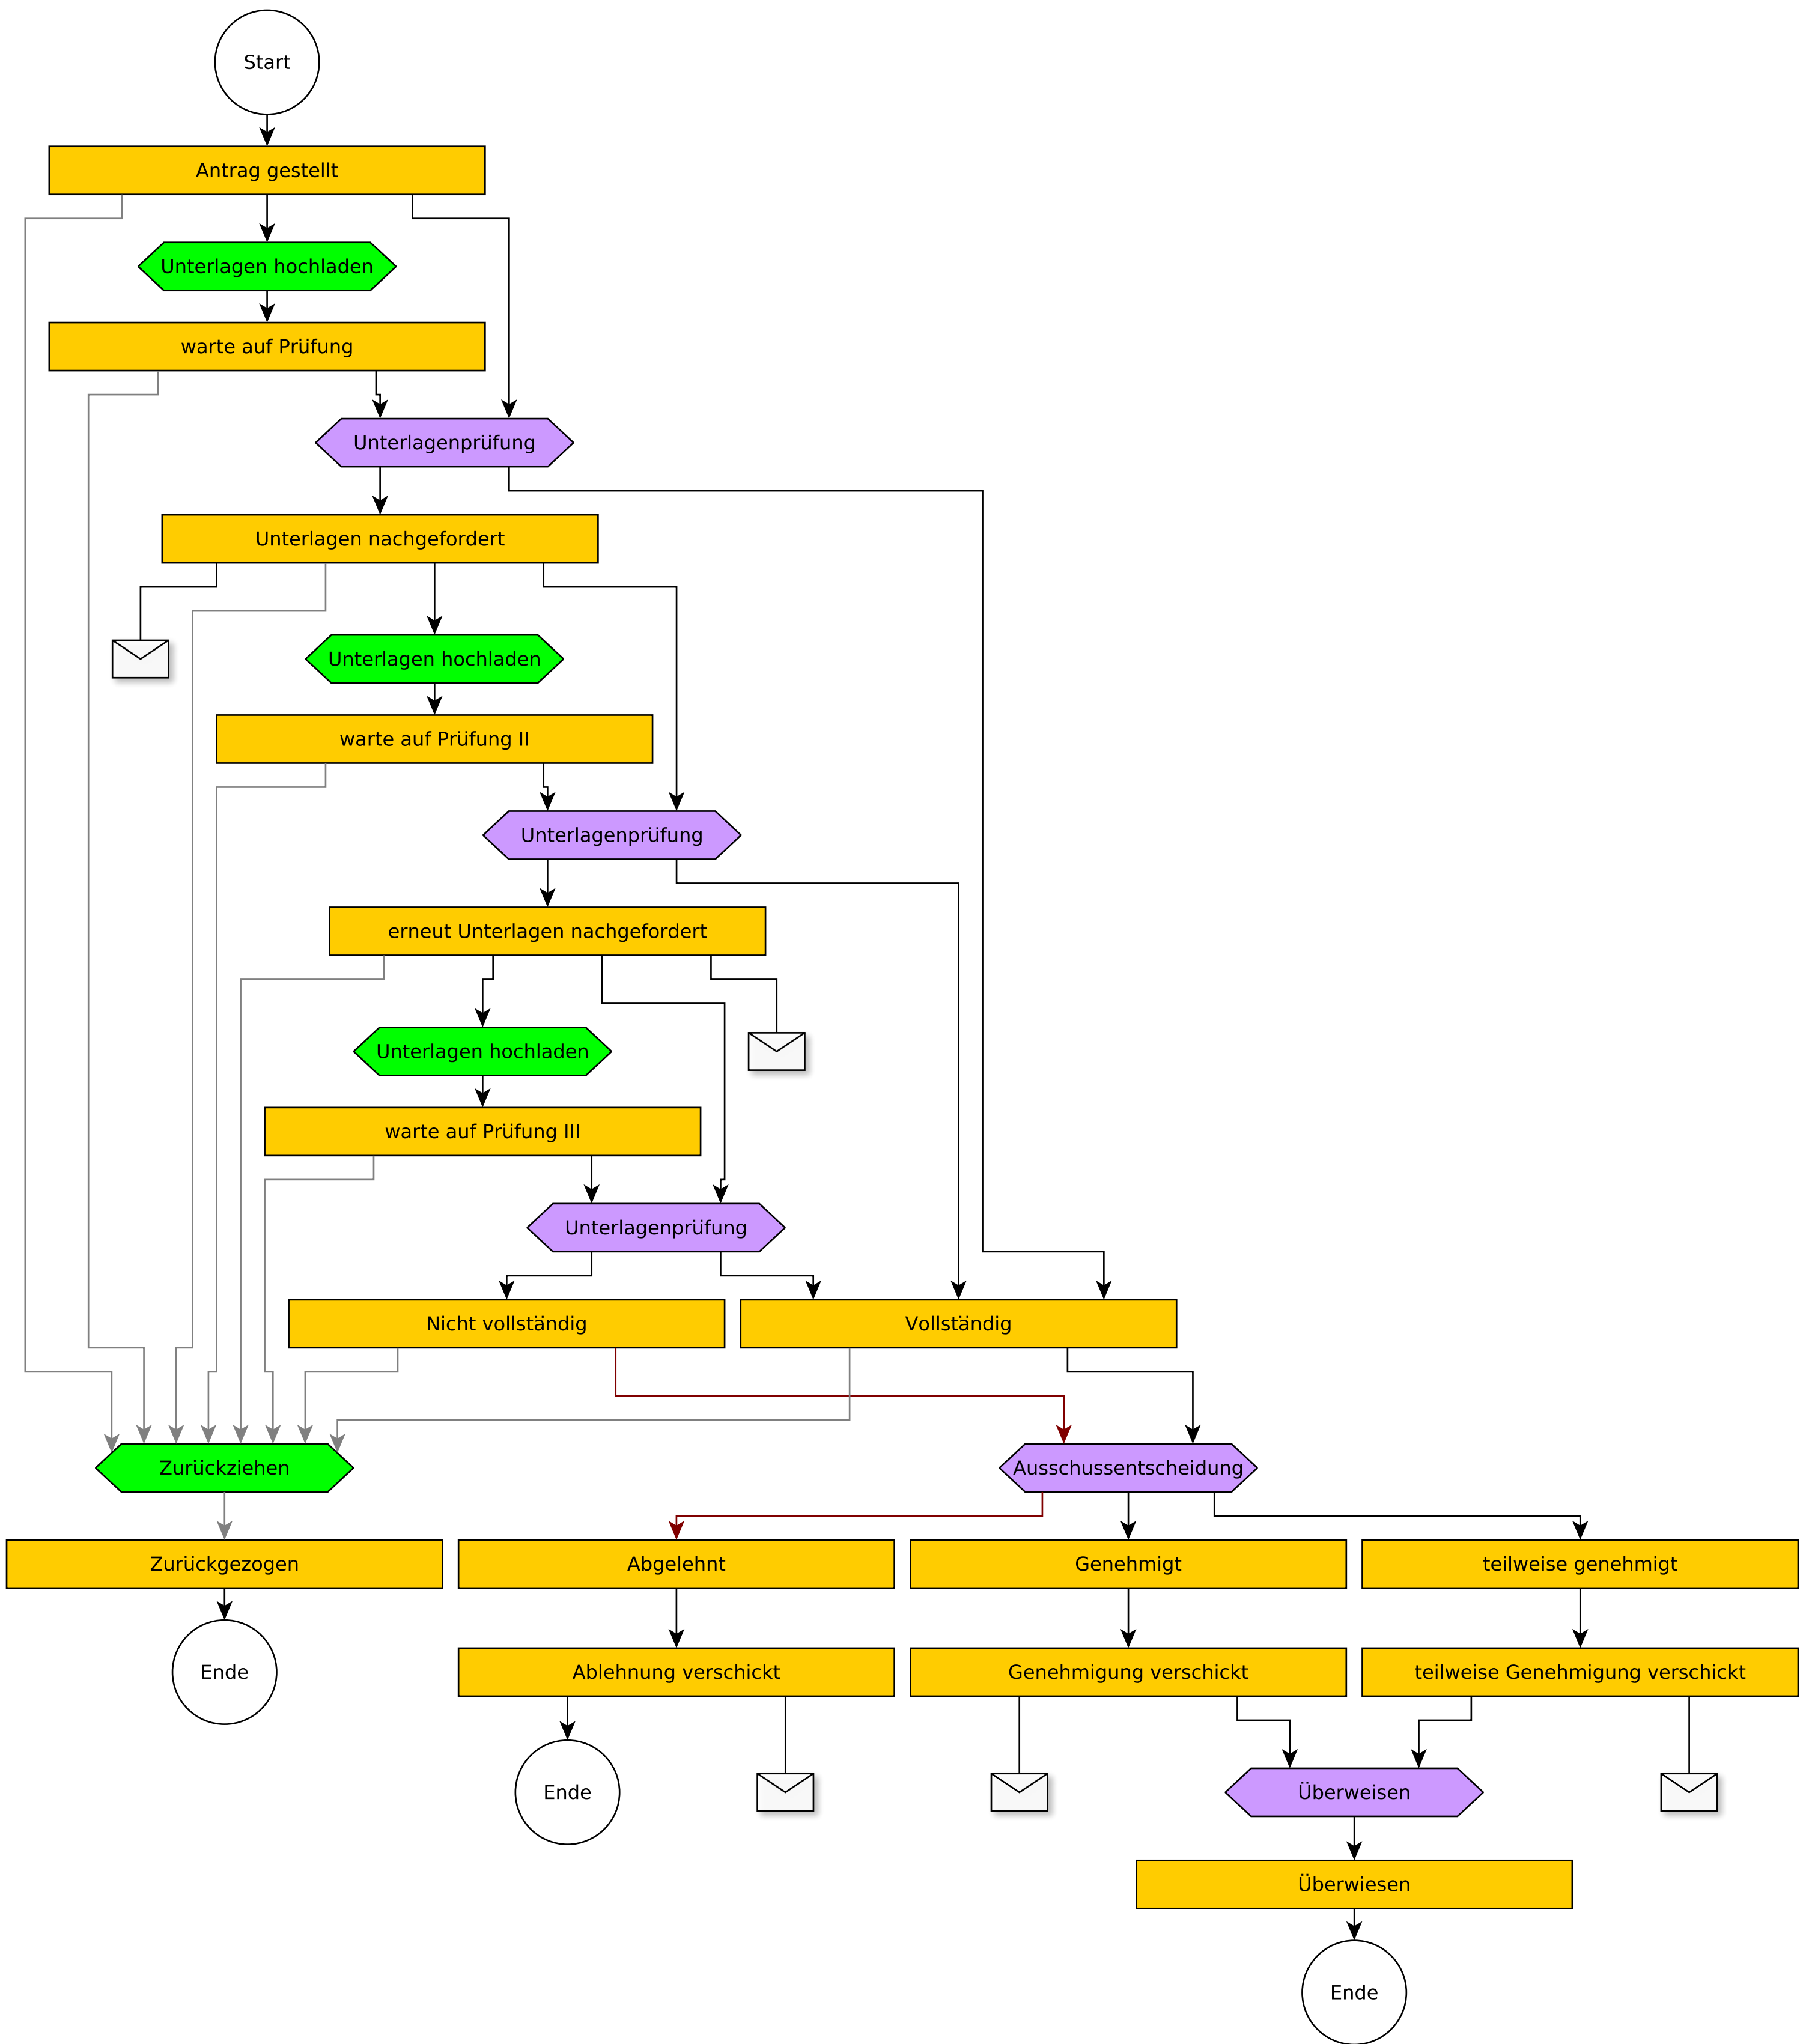 Start
Antrag gestellt
Unterlagen hochladen
warte auf Prüfung
Unterlagenprüfung
Unterlagen nachgefordert
Unterlagen hochladen
warte auf Prüfung II
Unterlagenprüfung
erneut Unterlagen nachgefordert
Unterlagen hochladen
warte auf Prüfung III
Unterlagenprüfung
Nicht vollständig
Vollständig
Zurückziehen
Ausschussentscheidung
Zurückgezogen
Abgelehnt
Genehmigt
teilweise genehmigt
Ende
Ablehnung verschickt
Genehmigung verschickt
teilweise Genehmigung verschickt
Ende
Überweisen
Überwiesen
Ende